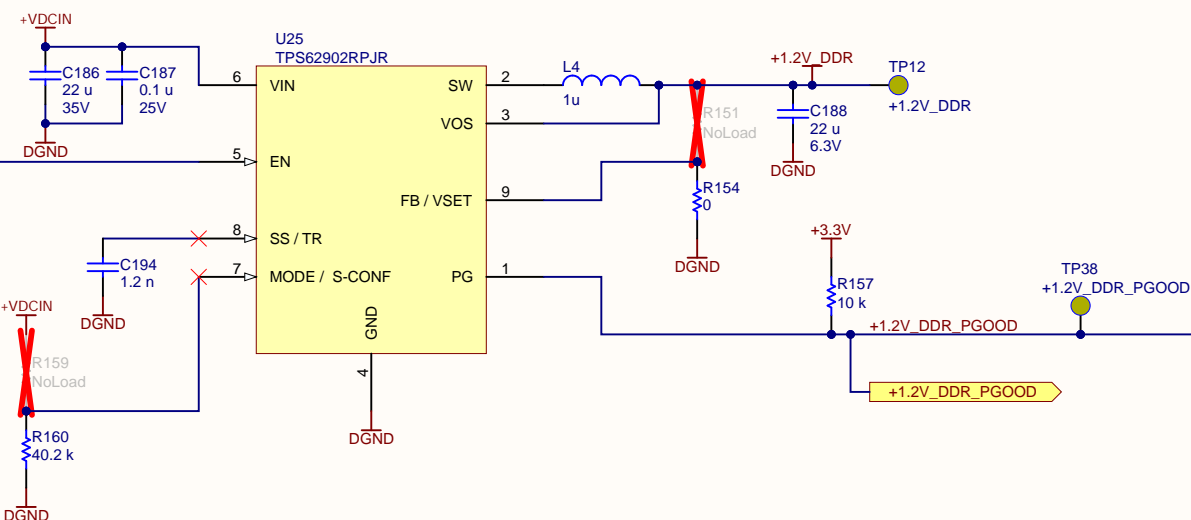 +VDCIN
C186
22 u
35V
C187
0.1 u
25V
DGND
U25
TPS62902RPJR
6
VIN
5
EN
8
SS / TR
7
MODE / S-CONF
SW
2
VOS
3
FB / VSET
9
PG
1
GND
4
DGND
L4
1u
R151
NoLoad
R154
0
DGND
+1.2V_DDR
C188
22 u
6.3V
DGND
TP12
+1.2V_DDR
+3.3V
R157
10 k
+1.2V_DDR_PGOOD
TP38
+1.2V_DDR_PGOOD
+1.2V_DDR_PGOOD
C194
1.2 n
DGND
+VDCIN
R159
NoLoad
R160
40.2 k
DGND